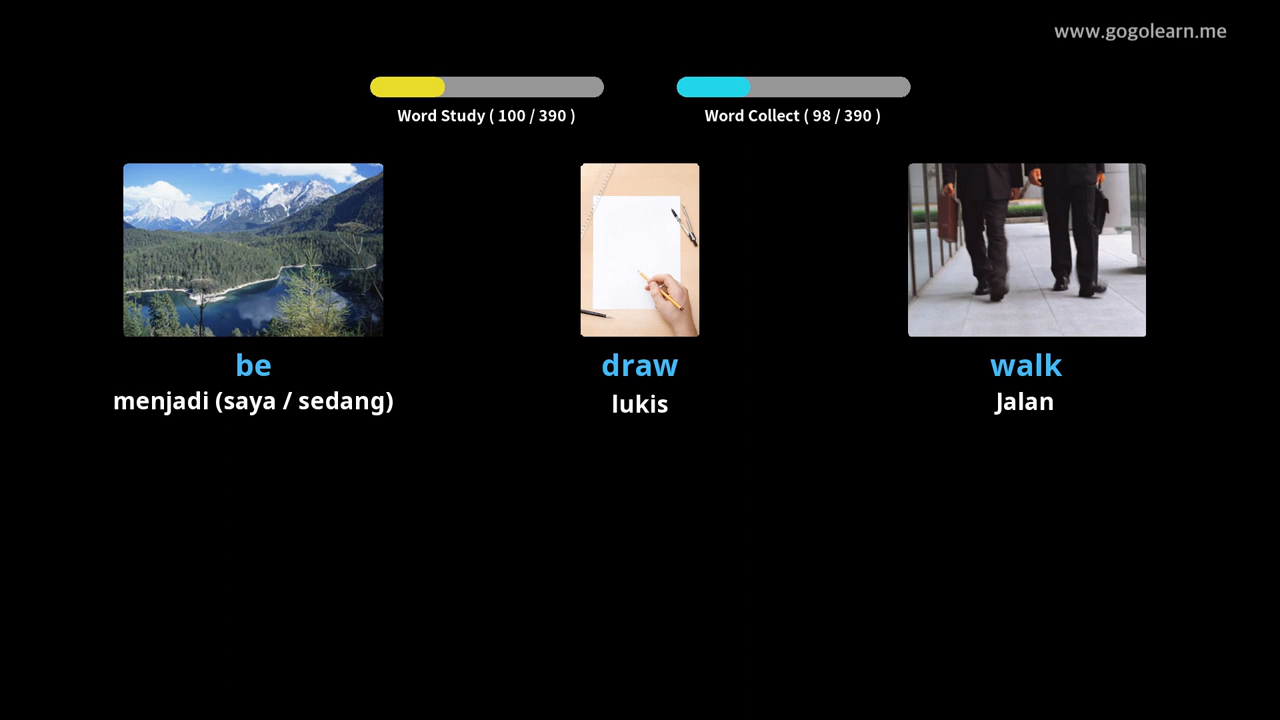 www.gogolearn.me
Word Study ( 100 / 390 )
Word Collect ( 98 / 390 )
be
menjadi (saya / sedang)
draw
lukis
walk
Jalan